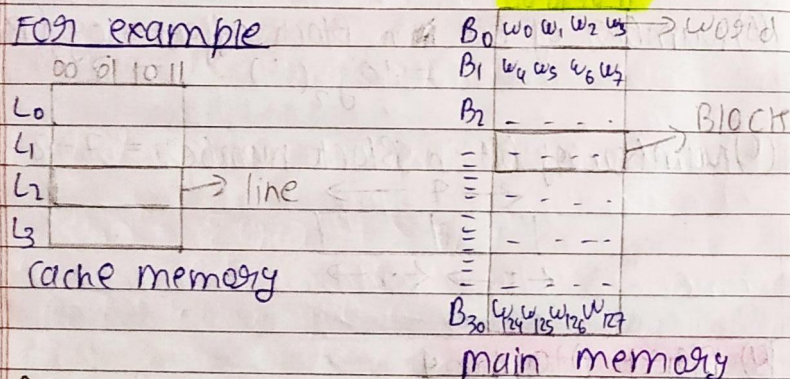 For example
00 01 10 11
L0
L1
L2 → line
L3
Cache memory
B0 w0 w1 w2 w3 → word
B1 w4 w5 w6 w7
B2 - - - -
BLOCK
B30 w124 w125 w126 w127
main memory